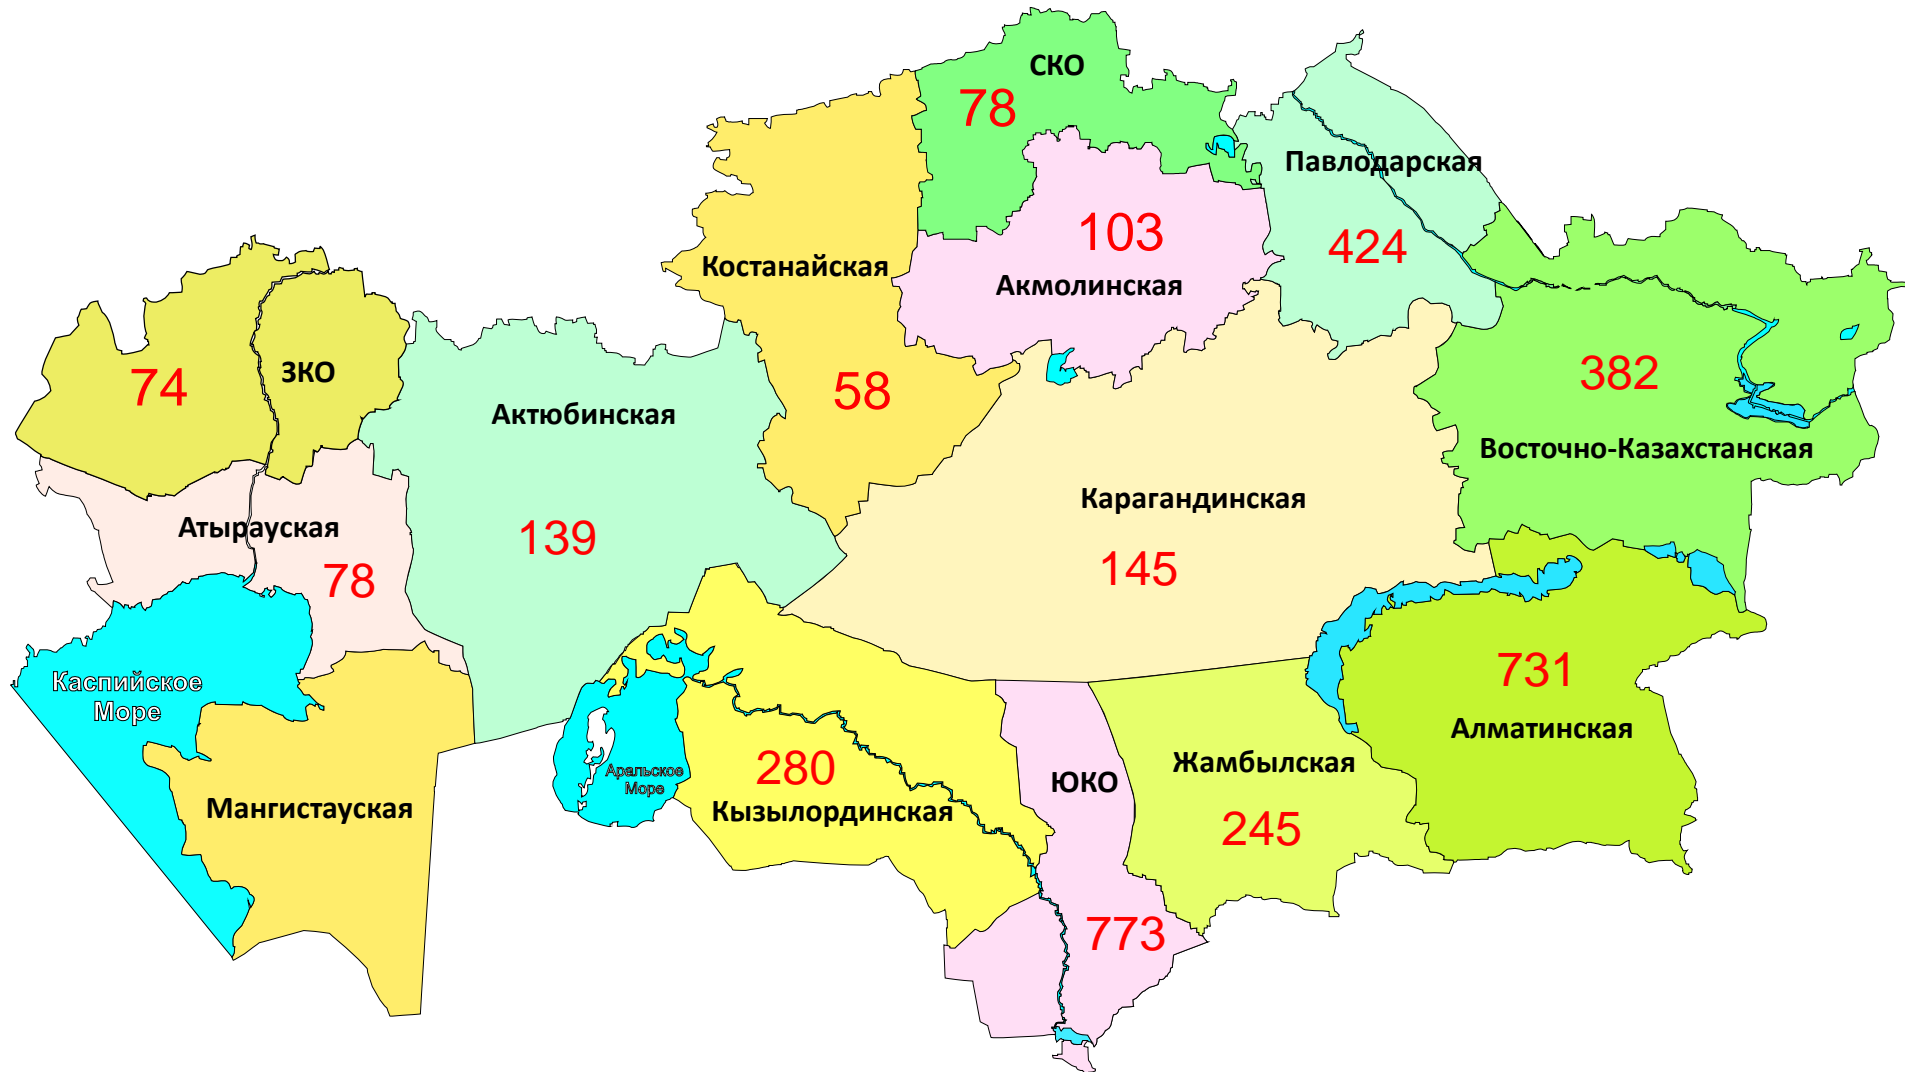 СКО
78
Павлодарская
424
103
Акмолинская
Костанайская
58
74
ЗКО
Актюбинская
139
382
Восточно-Казахстанская
Карагандинская
145
Атырауская
78
Каспийское
Море
Мангистауская
Аральское
Море
280
Кызылординская
ЮКО
773
Жамбылская
245
731
Алматинская